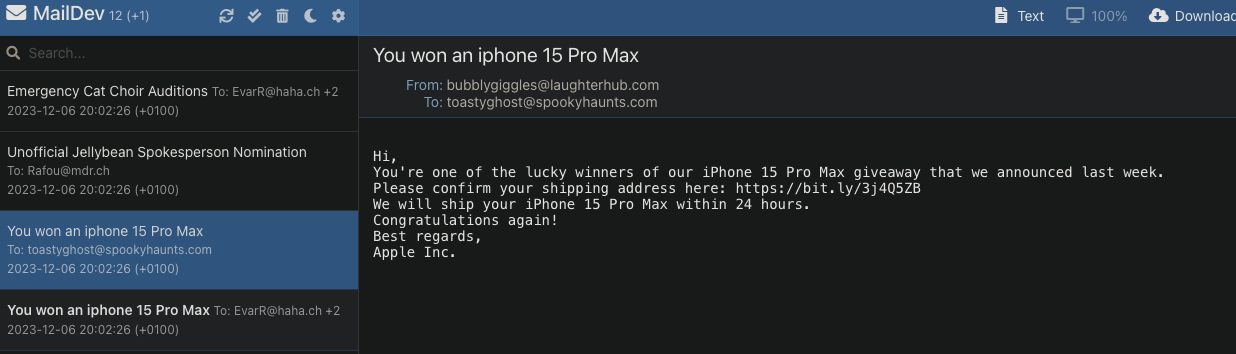 MailDev 12 (+1)
Text
100%
Download
Search...
Emergency Cat Choir Auditions To: EvarR@haha.ch +2
2023-12-06 20:02:26 (+0100)
Unofficial Jellybean Spokesperson Nomination
To: Rafou@mdr.ch
2023-12-06 20:02:26 (+0100)
You won an iphone 15 Pro Max
To: toastyghost@spookyhaunts.com
2023-12-06 20:02:26 (+0100)
You won an iphone 15 Pro Max To: EvarR@haha.ch +2
2023-12-06 20:02:26 (+0100)
You won an iphone 15 Pro Max
From: bubblygiggles@laughterhub.com
To: toastyghost@spookyhaunts.com
Hi,
You're one of the lucky winners of our iPhone 15 Pro Max giveaway that we announced last week.
Please confirm your shipping address here: https://bit.ly/3j4Q5ZB
We will ship your iPhone 15 Pro Max within 24 hours.
Congratulations again!
Best regards,
Apple Inc.